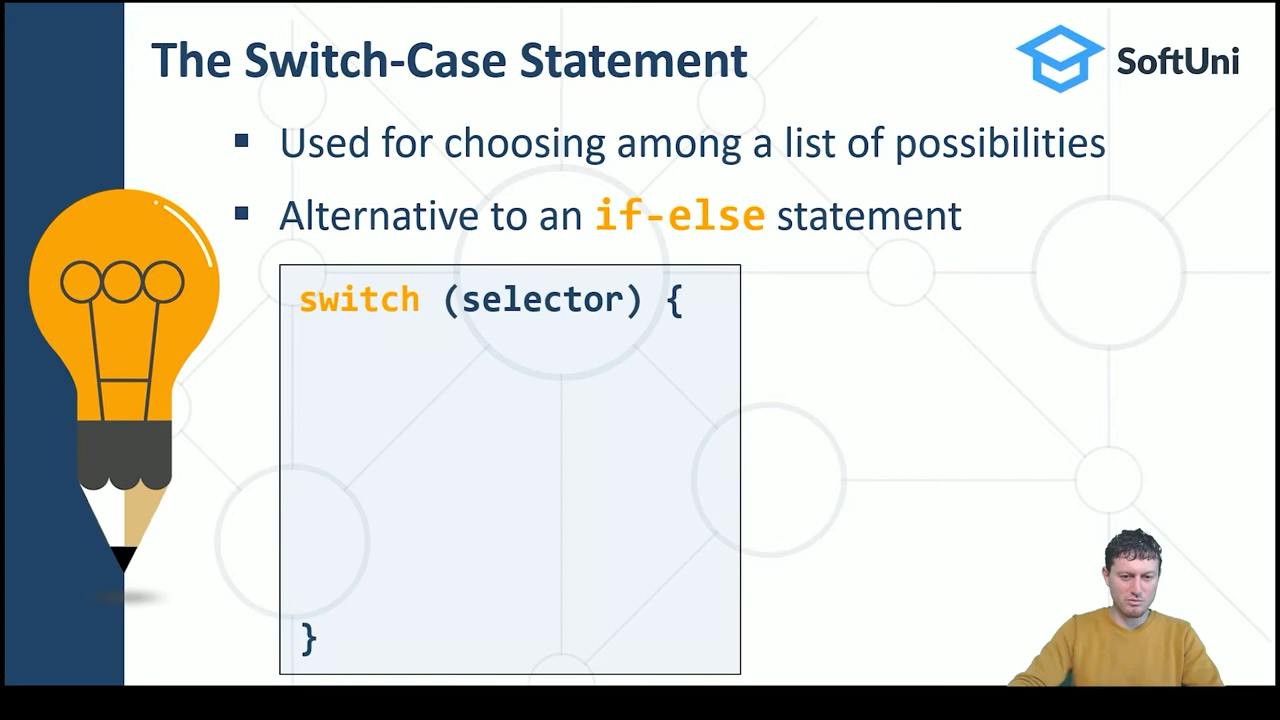 The Switch-Case Statement
SoftUni
▪ Used for choosing among a list of possibilities
▪ Alternative to an if-else statement
switch (selector) {
}